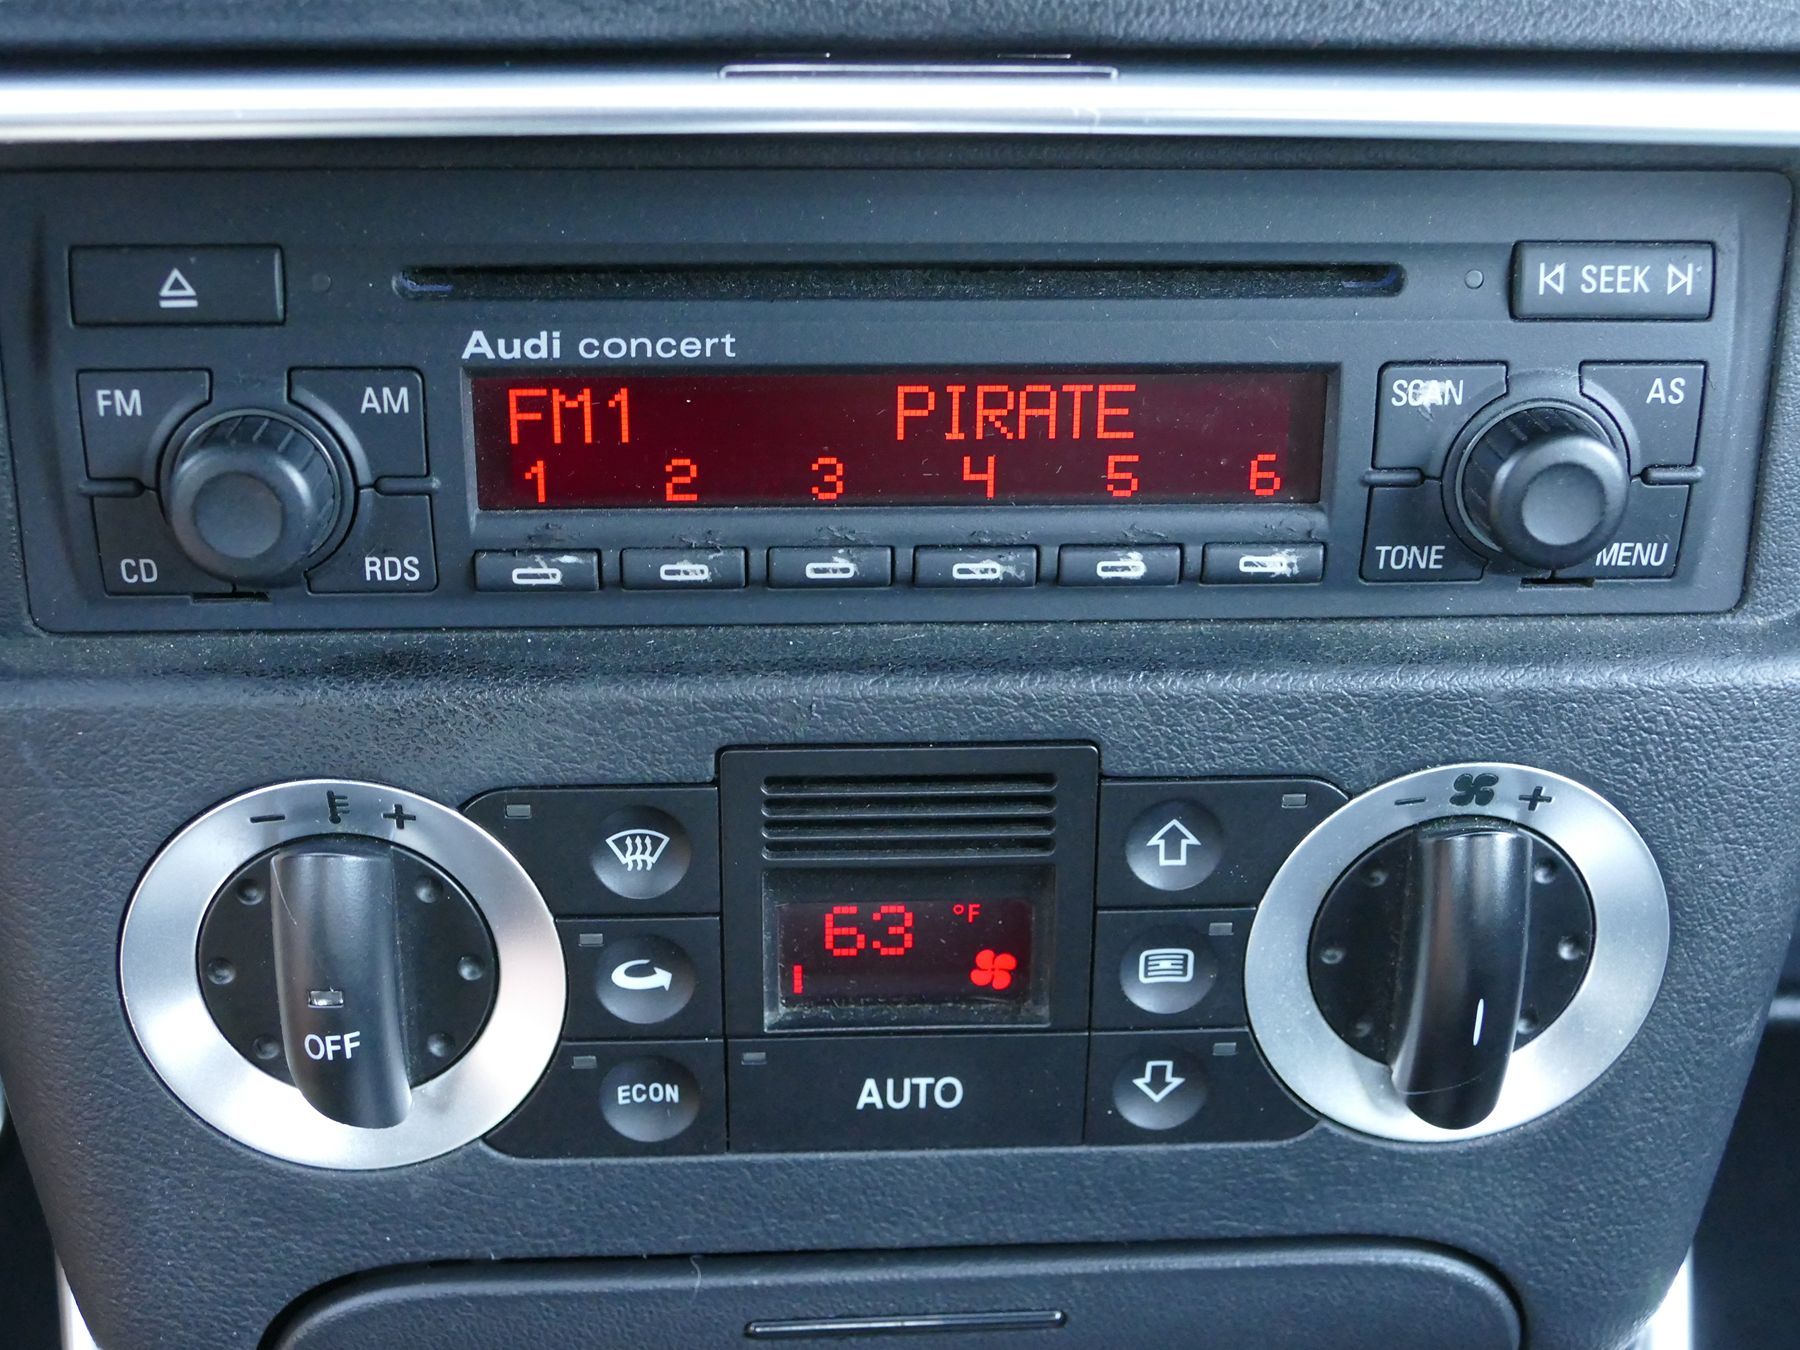 SEEK
Audi concert
FM AM
FM1 PIRATE
1 2 3 4 5 6
SCAN AS
CD RDS
TONE MENU
- +
- +
63 °F
OFF
ECON
AUTO